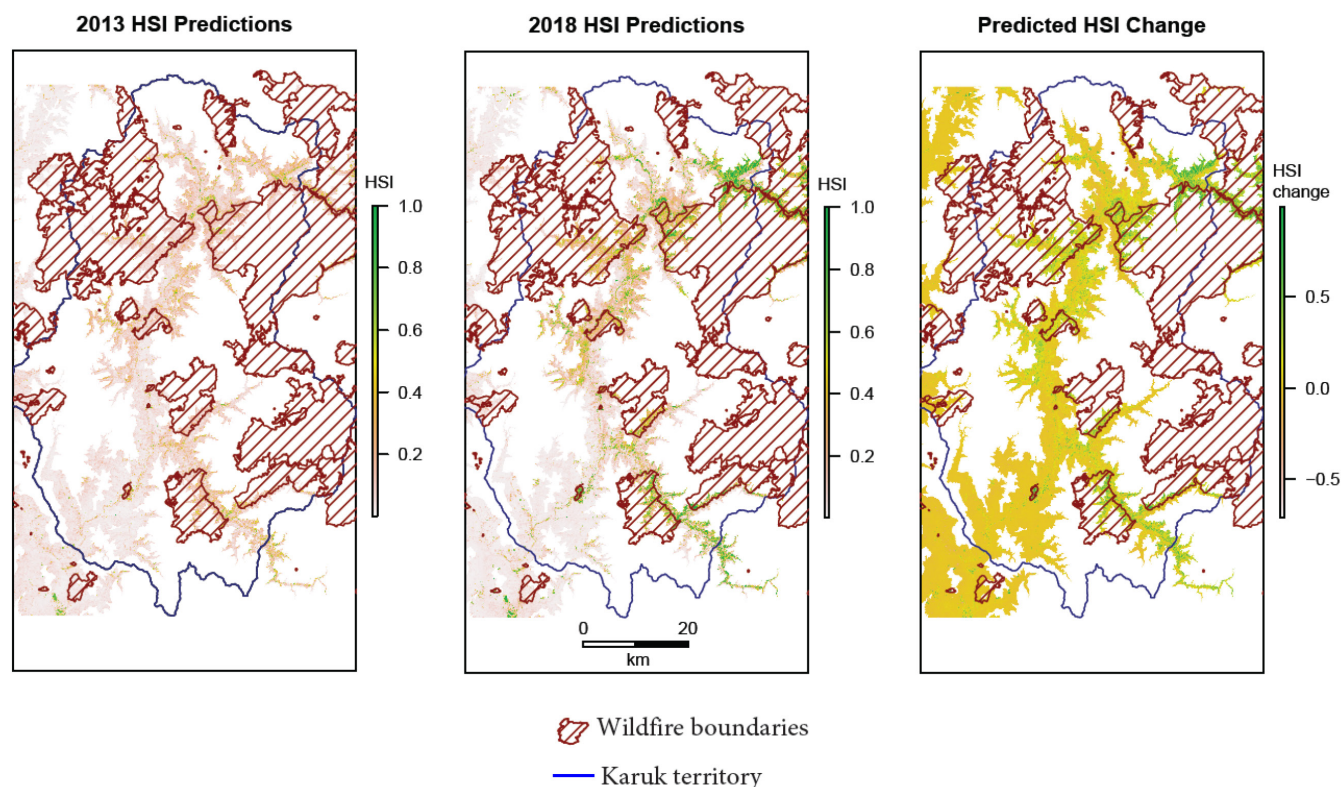 2013 HSI Predictions
2018 HSI Predictions
Predicted HSI Change
HSI
1.0
0.8
0.6
0.4
0.2
HSI
1.0
0.8
0.6
0.4
0.2
HSI
change
0.5
0.0
−0.5
0 20
km
Wildfire boundaries
Karuk territory